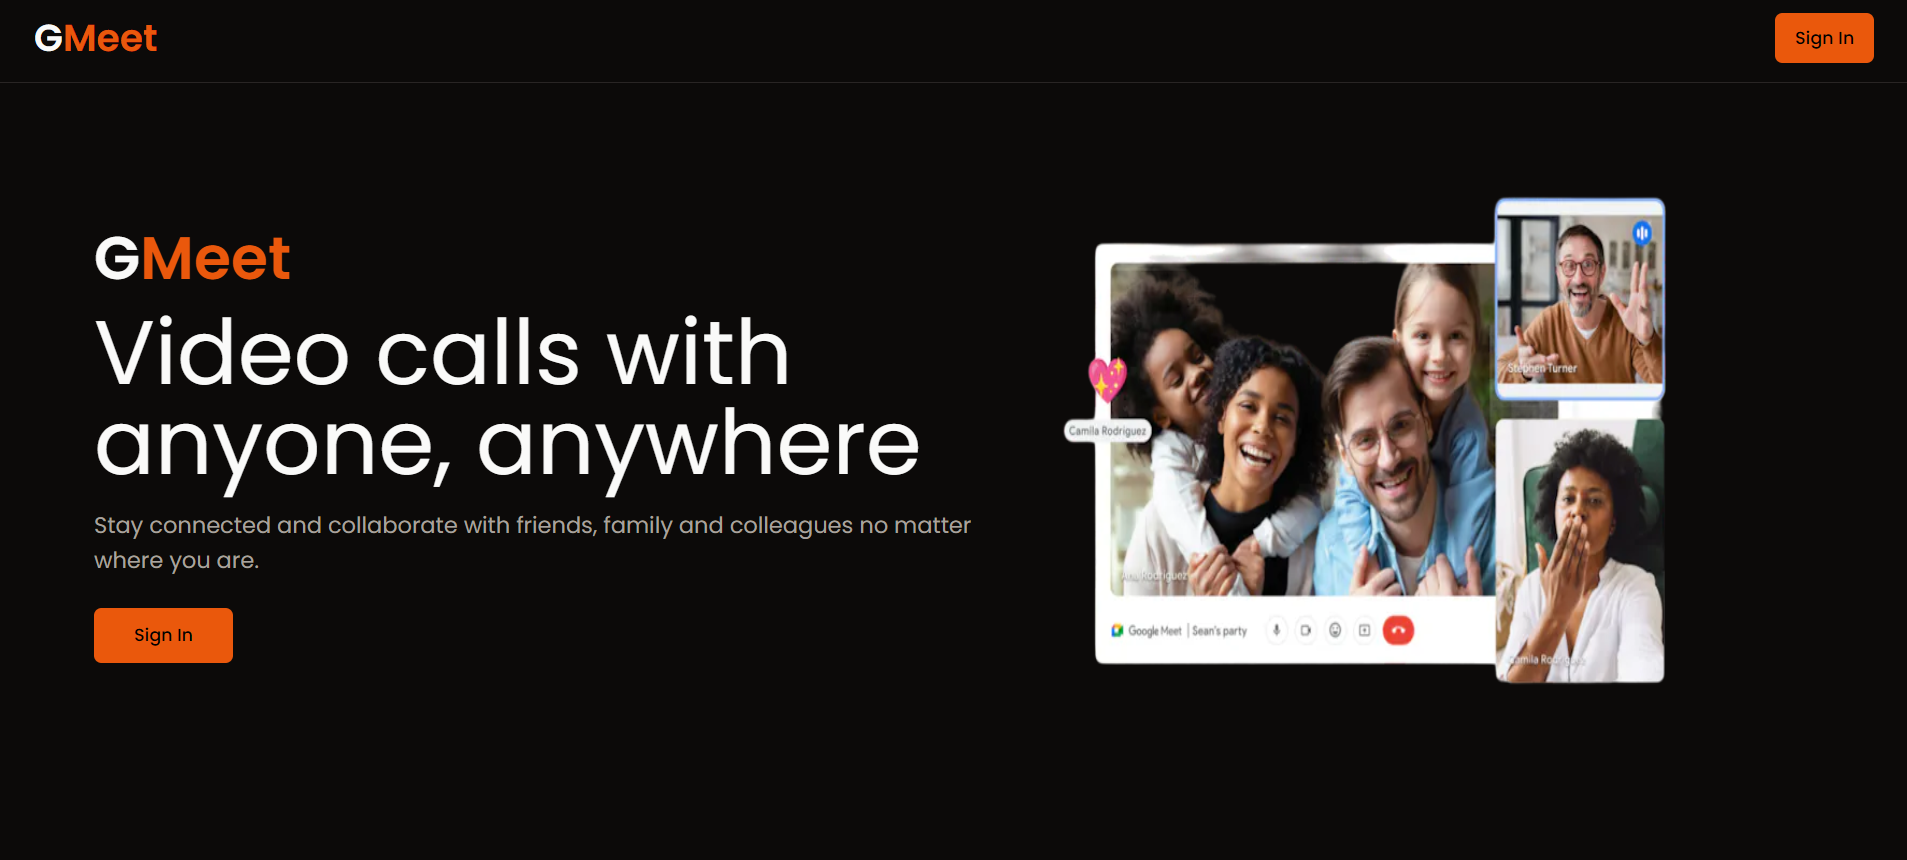 GMeet
Sign In
GMeet
Video calls with
anyone, anywhere
Stay connected and collaborate with friends, family and colleagues no matter
where you are.
Sign In
Stephen Turner
Camila Rodriguez
Ana Rodriguez
Google Meet | Sean's party
Camila Rodriguez